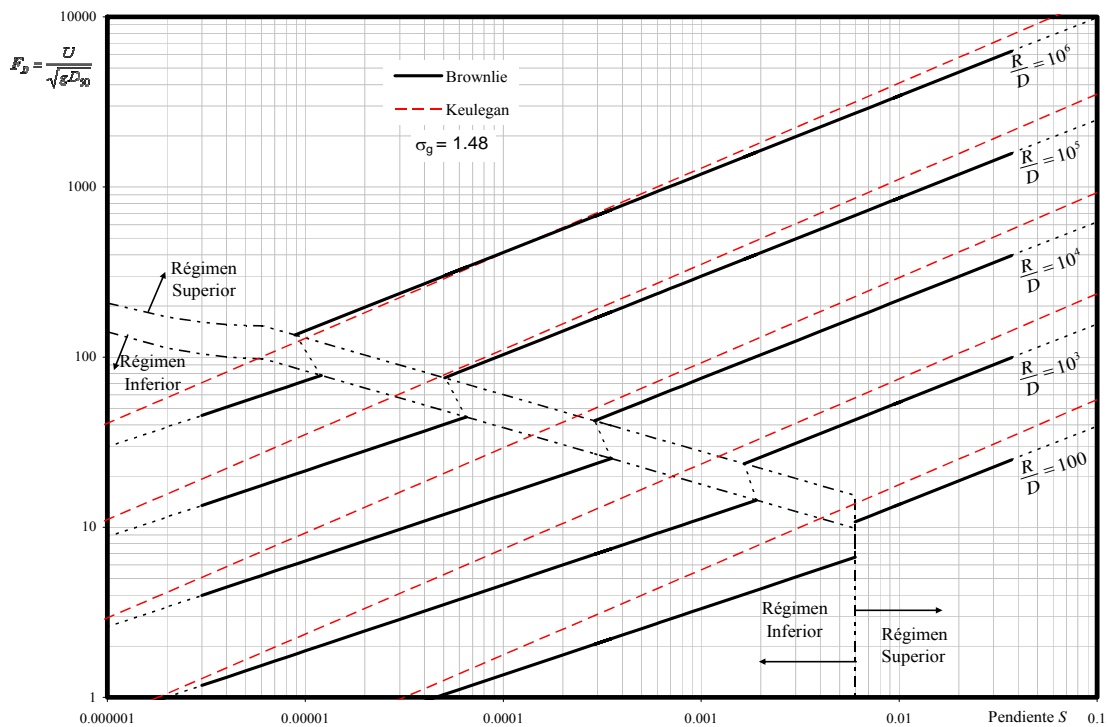 10000
F_D = U / √gD_50
Brownlie
Keulegan
σg = 1.48
R/D = 10^6
1000
R/D = 10^5
Régimen
Superior
R/D = 10^4
100
Régimen
Inferior
R/D = 10^3
R/D = 100
10
Régimen
Inferior
Régimen
Superior
1
0.000001
0.00001
0.0001
0.001
0.01
Pendiente S
0.1